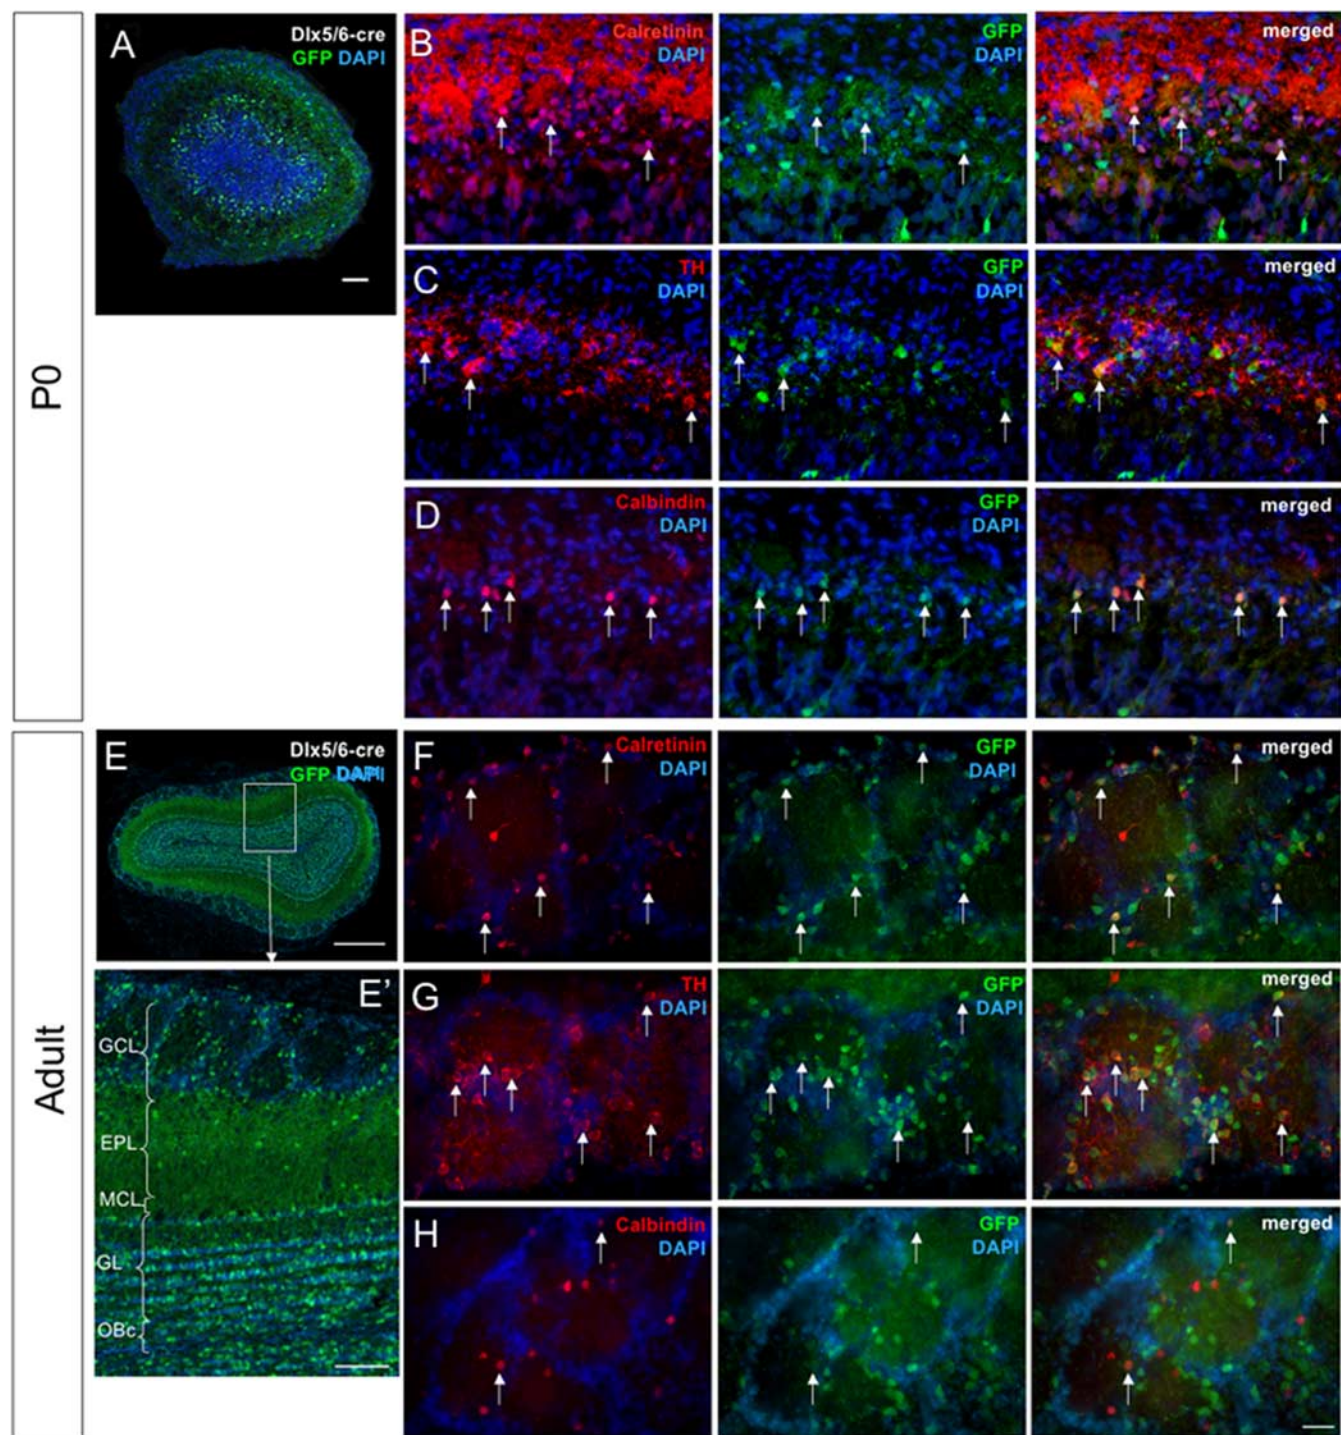 P0
A
Dlx5/6-cre
GFP DAPI
B
Calretinin
DAPI
GFP
DAPI
merged
C
TH
DAPI
GFP
DAPI
merged
D
Calbindin
DAPI
GFP
DAPI
merged
Adult
E
Dlx5/6-cre
GFP DAPI
E'
GCL
EPL
MCL
GL
OBc
F
Calretinin
DAPI
GFP
DAPI
merged
G
TH
DAPI
GFP
DAPI
merged
H
Calbindin
DAPI
GFP
DAPI
merged